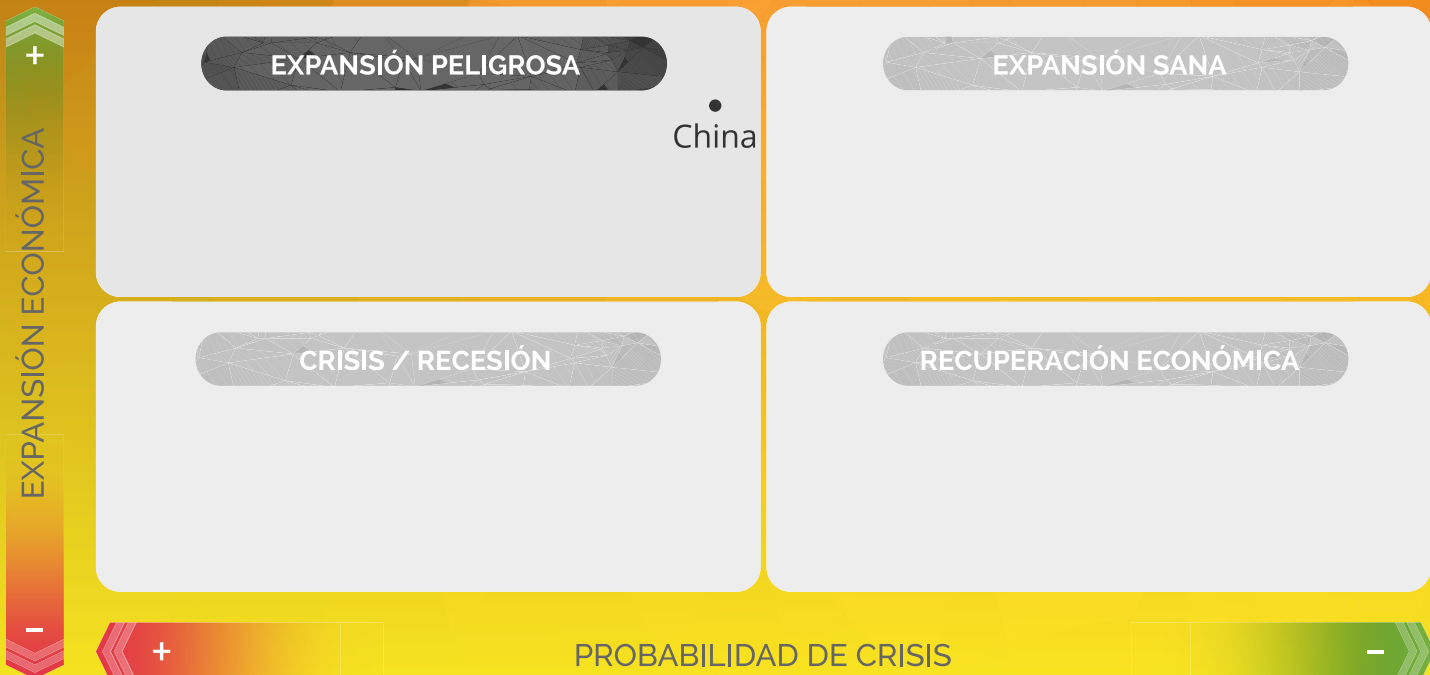 +
EXPANSIÓN ECONÓMICA
−
EXPANSIÓN PELIGROSA
China
EXPANSIÓN SANA
CRISIS / RECESIÓN
RECUPERACIÓN ECONÓMICA
+
PROBABILIDAD DE CRISIS
−